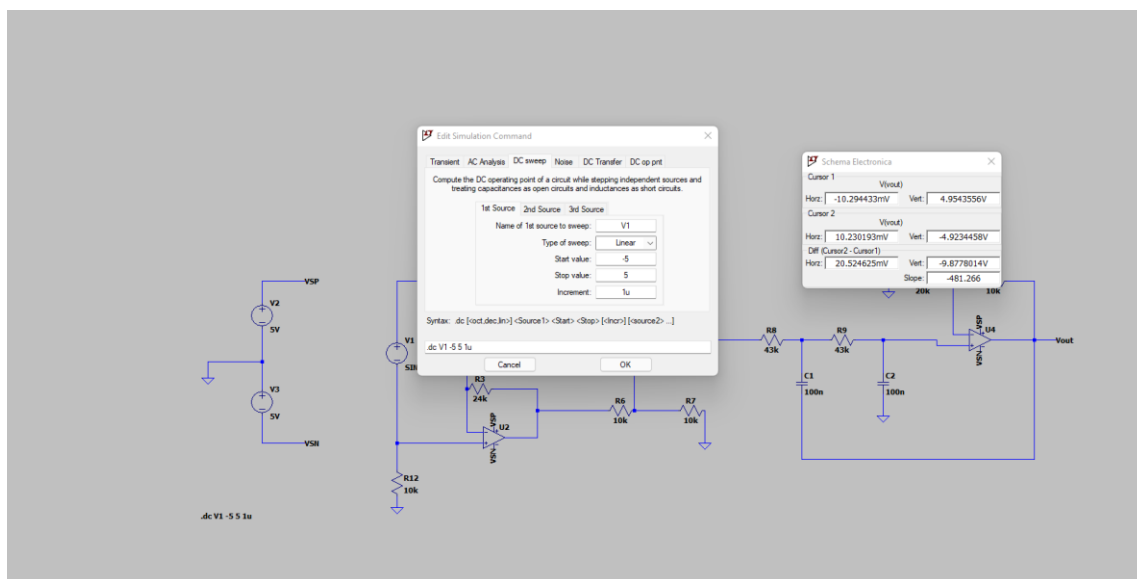 Edit Simulation Command
Transient AC Analysis DC sweep Noise DC Transfer DC op pnt
Compute the DC operating point of a circuit while stepping independent sources and
treating capacitances as open circuits and inductances as short circuits.
1st Source 2nd Source 3rd Source
Name of 1st source to sweep: V1
Type of sweep: Linear
Start value: -5
Stop value: 5
Increment: 1u
Syntax: .dc [<oct,dec,lin>] <Source1> <Start> <Stop> [<Incr>] [<source2> ...]
.dc V1 -5 5 1u
Cancel OK
Schema Electronica
Cursor 1
V(vout)
Horz: -10.294433mV Vert: 4.9543556V
Cursor 2
V(vout)
Horz: 10.230193mV Vert: -4.9234458V
Diff (Cursor2 - Cursor1)
Horz: 20.524625mV Vert: -9.8778014V
Slope: -481.266
VSP
V2
5V
V3
5V
VSN
V1
R3
24k
VSP
U2
VSN
R12
10k
R6
10k
R7
10k
R8
43k
R9
43k
C1
100n
C2
100n
20k
10k
VSP
U4
VSN
Vout
.dc V1 -5 5 1u